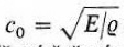 c₀ = √E/ϱ